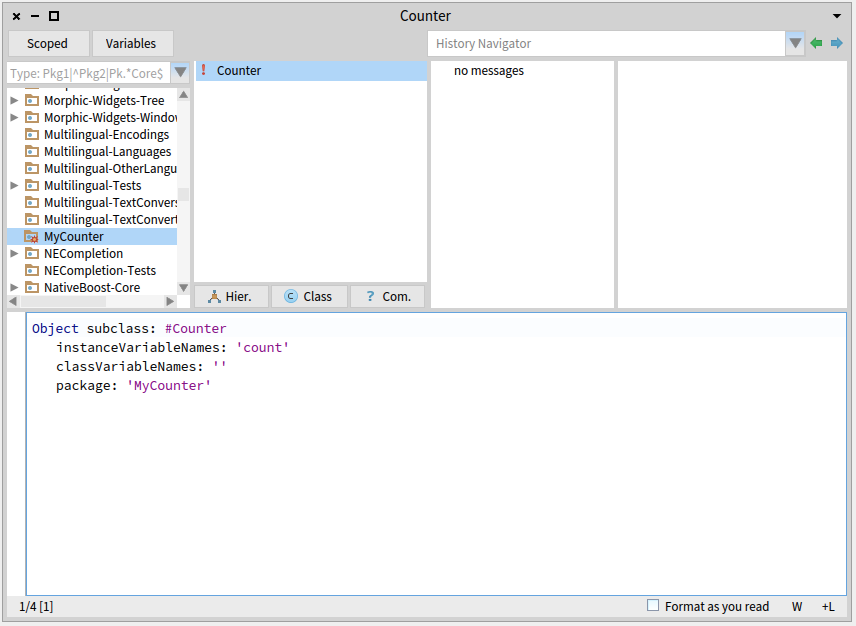 Counter
Scoped
Variables
History Navigator
Type: Pkg1|^Pkg2|Pk.*Core$
Morphic-Widgets-Tree
Morphic-Widgets-Window
Multilingual-Encodings
Multilingual-Languages
Multilingual-OtherLangu
Multilingual-Tests
Multilingual-TextConvers
Multilingual-TextConvert
MyCounter
NECompletion
NECompletion-Tests
NativeBoost-Core
! Counter
no messages
Hier.
C Class
? Com.
Object subclass: #Counter
instanceVariableNames: 'count'
classVariableNames: ''
package: 'MyCounter'
1/4 [1]
Format as you read
W
+L